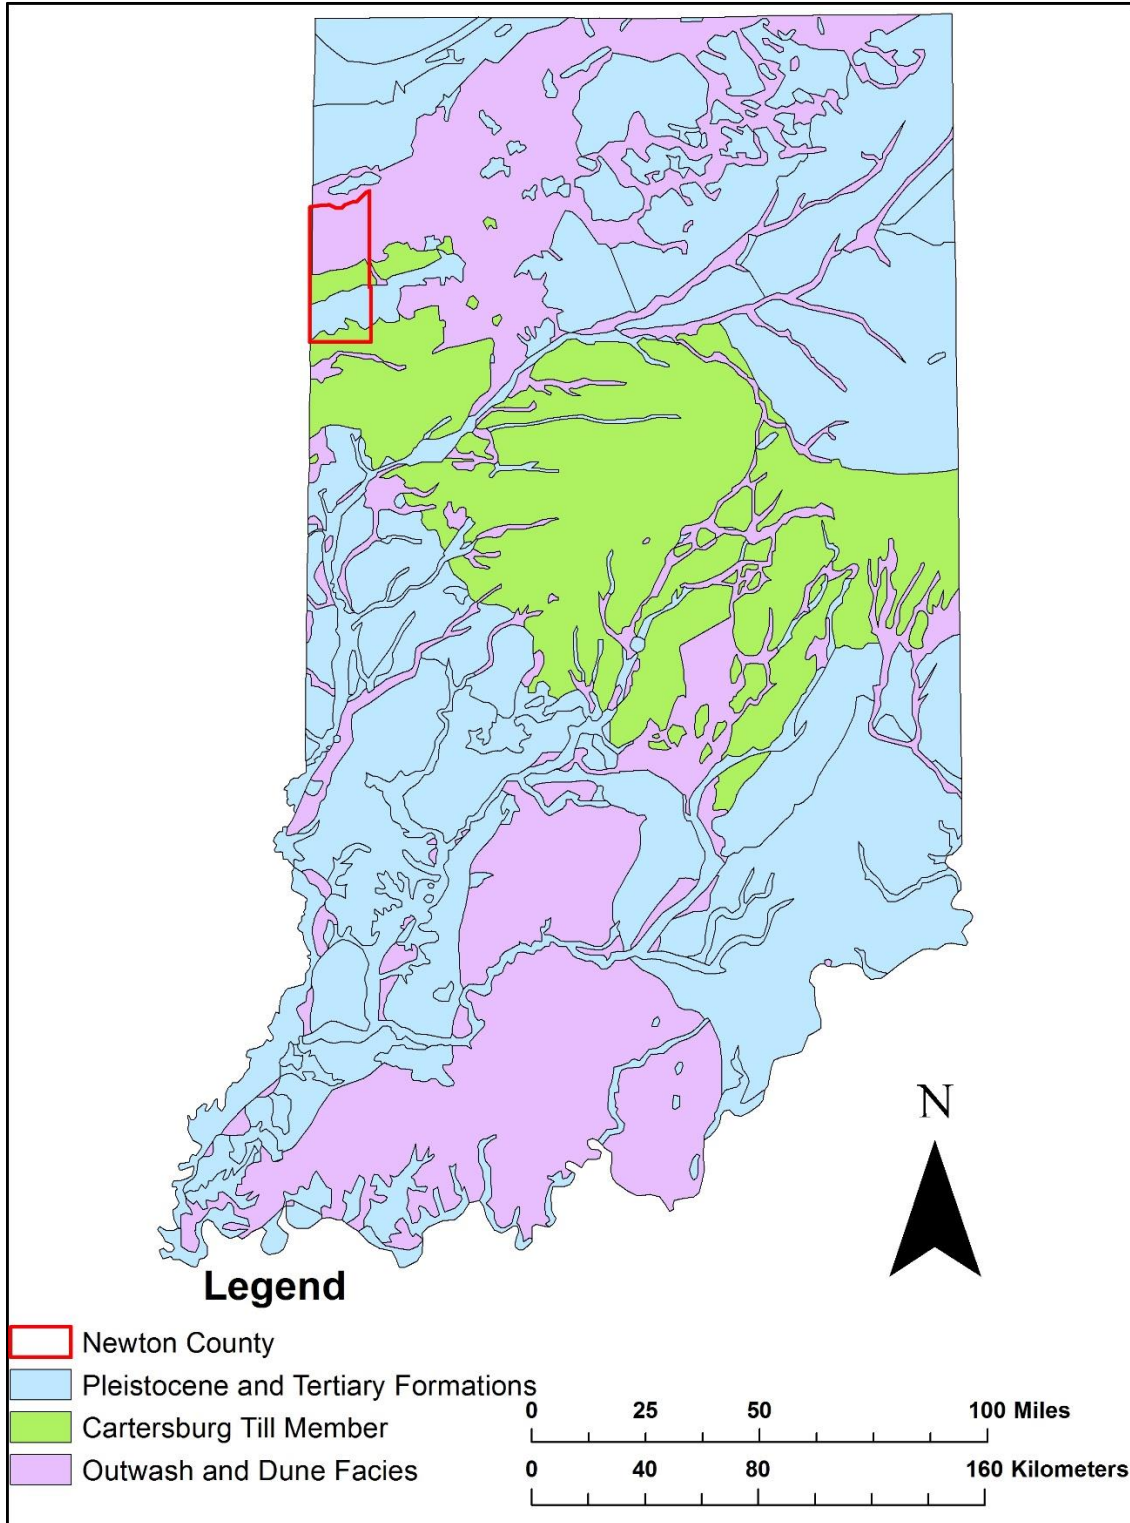 N
Legend
Newton County
Pleistocene and Tertiary Formations
Cartersburg Till Member
Outwash and Dune Facies
0 25 50 100 Miles
0 40 80 160 Kilometers